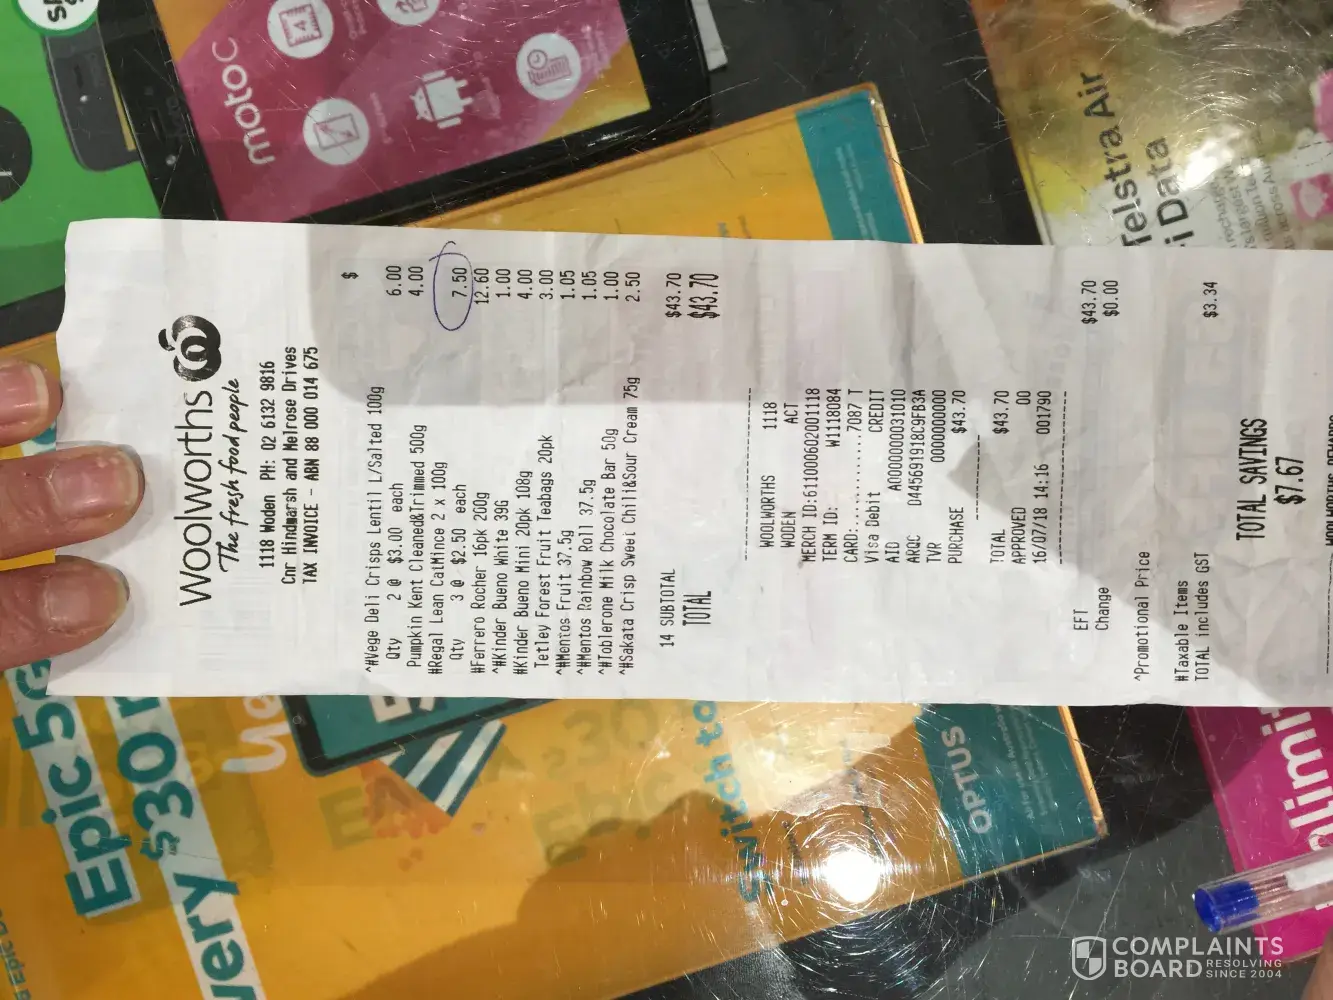 Woolworths
The fresh food people
1118 Woden PH: 02 6132 9816
Cnr Hindmarsh and Melrose Drives
TAX INVOICE - ABN 88 000 014 675
$
^#Vege Deli Crisps Lentil L/Salted 100g
Qty 2 @ $3.00 each 6.00
Pumpkin Kent Cleaned&Trimmed 500g 4.00
#Regal Lean CatMince 2 x 100g
Qty 3 @ $2.50 each 7.50
#Ferrero Rocher 16pk 200g 12.60
^#Kinder Bueno White 39G 1.00
#Kinder Bueno Mini 20pk 108g 4.00
Tetley Forest Fruit Teabags 20pk 3.00
^#Mentos Fruit 37.5g 1.05
^#Mentos Rainbow Roll 37.5g 1.05
^#Toblerone Milk Chocolate Bar 50g 1.00
^#Sakata Crisp Sweet Chili&Sour Cream 75g 2.50
14 SUBTOTAL $43.70
TOTAL $43.70
WOOLWORTHS 1118
WODEN ACT
MERCH ID:611000602001118
TERM ID: W1118084
CARD:..............7087 T
Visa Debit CREDIT
AID A0000000031010
ARQC D445691918C9FB3A
TVR 0000000000
PURCHASE $43.70
TOTAL $43.70
APPROVED 00
16/07/18 14:16 001790
EFT $43.70
Change $0.00
^Promotional Price
#Taxable Items
TOTAL includes GST $3.34
TOTAL SAVINGS
$7.67
moto c
Telstra Air
Data
Epic 5G
$30
very
Switch to
OPTUS
COMPLAINTS
BOARD RESOLVING
SINCE 2004